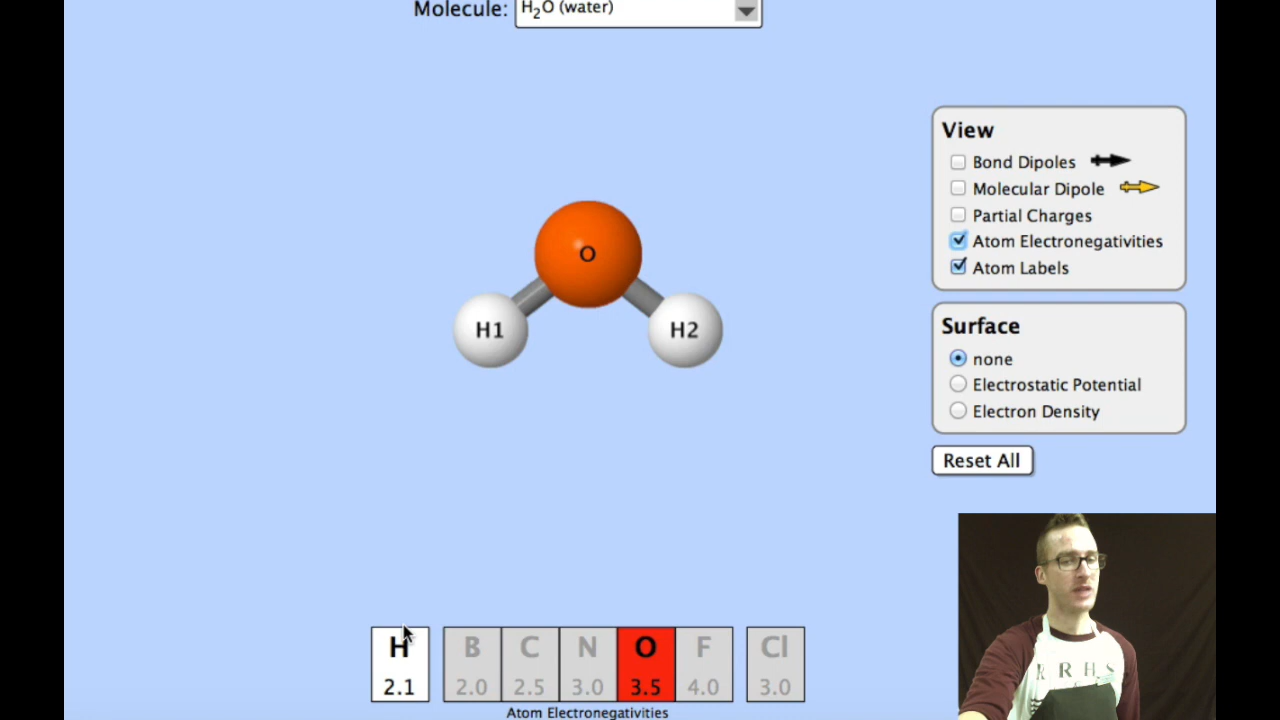 Molecule: H₂O (water)
View
Bond Dipoles
Molecular Dipole
Partial Charges
Atom Electronegativities
Atom Labels
O
H1 H2
Surface
none
Electrostatic Potential
Electron Density
Reset All
H B C N O F Cl
2.1 2.0 2.5 3.0 3.5 4.0 3.0
Atom Electronegativities
R R H S